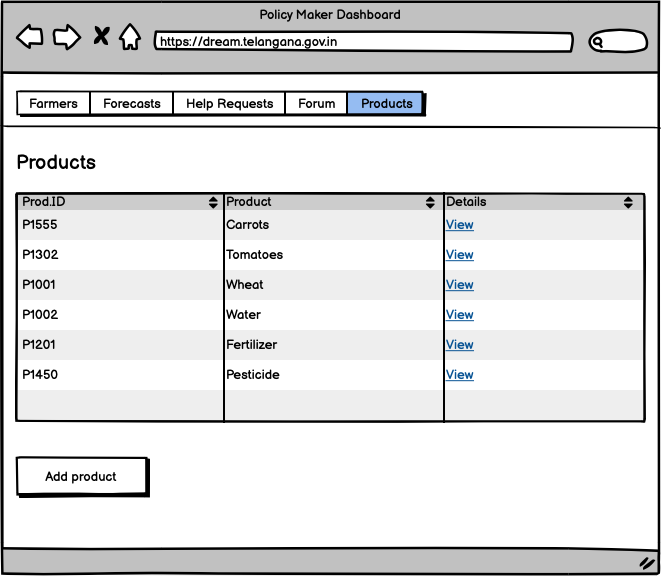 Policy Maker Dashboard
https://dream.telangana.gov.in
Farmers Forecasts Help Requests Forum Products
Products
Prod.ID Product Details
P1555 Carrots View
P1302 Tomatoes View
P1001 Wheat View
P1002 Water View
P1201 Fertilizer View
P1450 Pesticide View
Add product